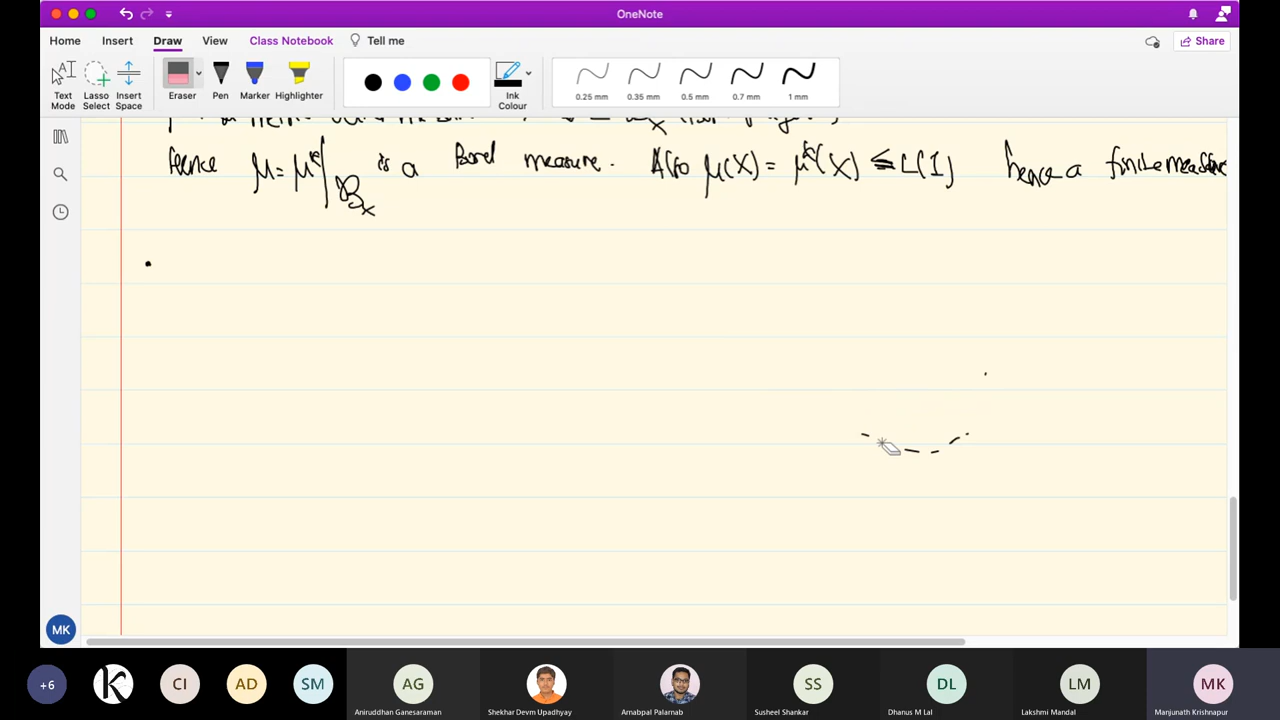 OneNote
Home Insert Draw View Class Notebook Tell me Share
Text Mode Lasso Select Insert Space Eraser Pen Marker Highlighter Ink Colour 0.25 mm 0.35 mm 0.5 mm 0.7 mm 1 mm
Hence μ = μ*|𝓑_X is a Borel measure. Also μ(X) = μ*(X) ≤ L(1) hence a finite measure
MK
+6 K CI AD SM AG SS DL LM MK
Aniruddhan Ganesaraman Shekhar Devm Upadhyay Arnabpal Palarnab Susheel Shankar Dhanus M Lal Lakshmi Mandal Manjunath Krishnapur